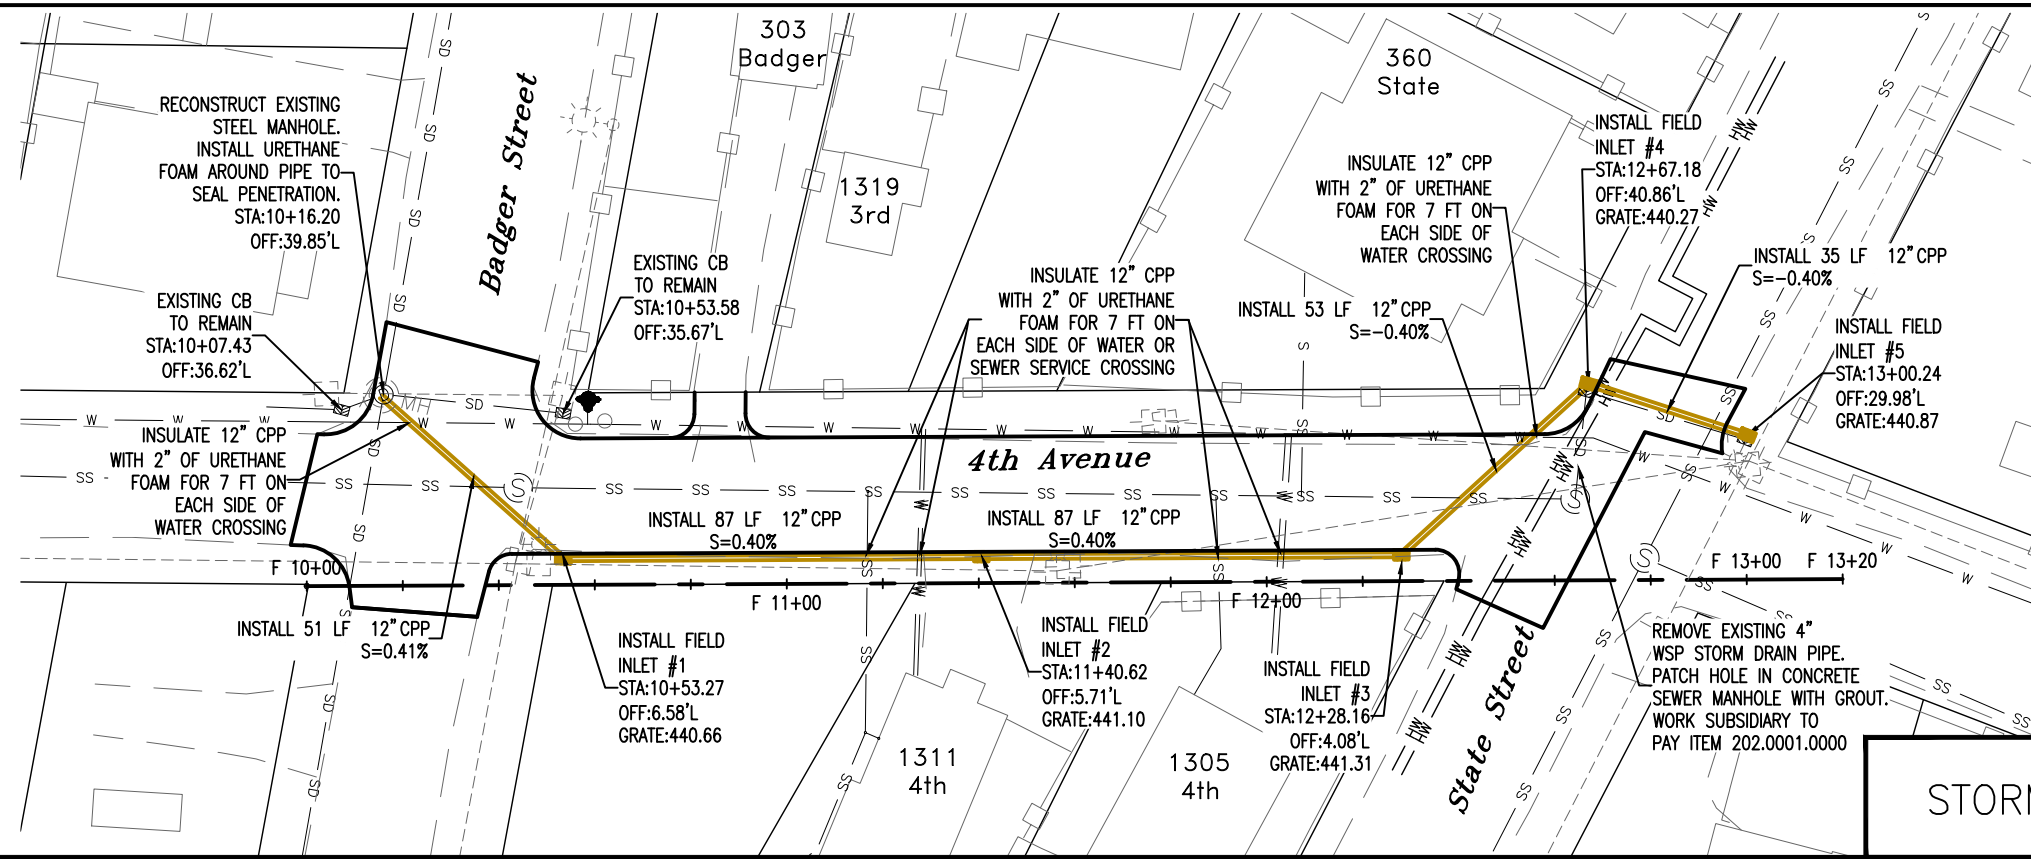 303
Badger
360
State
RECONSTRUCT EXISTING
STEEL MANHOLE.
INSTALL URETHANE
FOAM AROUND PIPE TO
SEAL PENETRATION.
STA:10+16.20
OFF:39.85'L
Badger Street
1319
3rd
INSULATE 12" CPP
WITH 2" OF URETHANE
FOAM FOR 7 FT ON
EACH SIDE OF
WATER CROSSING
INSTALL FIELD
INLET #4
STA:12+67.18
OFF:40.86'L
GRATE:440.27
EXISTING CB
TO REMAIN
STA:10+07.43
OFF:36.62'L
EXISTING CB
TO REMAIN
STA:10+53.58
OFF:35.67'L
INSULATE 12" CPP
WITH 2" OF URETHANE
FOAM FOR 7 FT ON
EACH SIDE OF WATER OR
SEWER SERVICE CROSSING
INSTALL 53 LF 12"CPP
S=-0.40%
INSTALL 35 LF 12"CPP
S=-0.40%
INSTALL FIELD
INLET #5
STA:13+00.24
OFF:29.98'L
GRATE:440.87
INSULATE 12" CPP
WITH 2" OF URETHANE
FOAM FOR 7 FT ON
EACH SIDE OF
WATER CROSSING
MH
4th Avenue
INSTALL 87 LF 12"CPP
S=0.40%
INSTALL 87 LF 12"CPP
S=0.40%
F 10+00
F 11+00
F 12+00
F 13+00
F 13+20
INSTALL 51 LF 12"CPP
S=0.41%
INSTALL FIELD
INLET #1
STA:10+53.27
OFF:6.58'L
GRATE:440.66
INSTALL FIELD
INLET #2
STA:11+40.62
OFF:5.71'L
GRATE:441.10
INSTALL FIELD
INLET #3
STA:12+28.16
OFF:4.08'L
GRATE:441.31
State Street
REMOVE EXISTING 4"
WSP STORM DRAIN PIPE.
PATCH HOLE IN CONCRETE
SEWER MANHOLE WITH GROUT.
WORK SUBSIDIARY TO
PAY ITEM 202.0001.0000
1311
4th
1305
4th